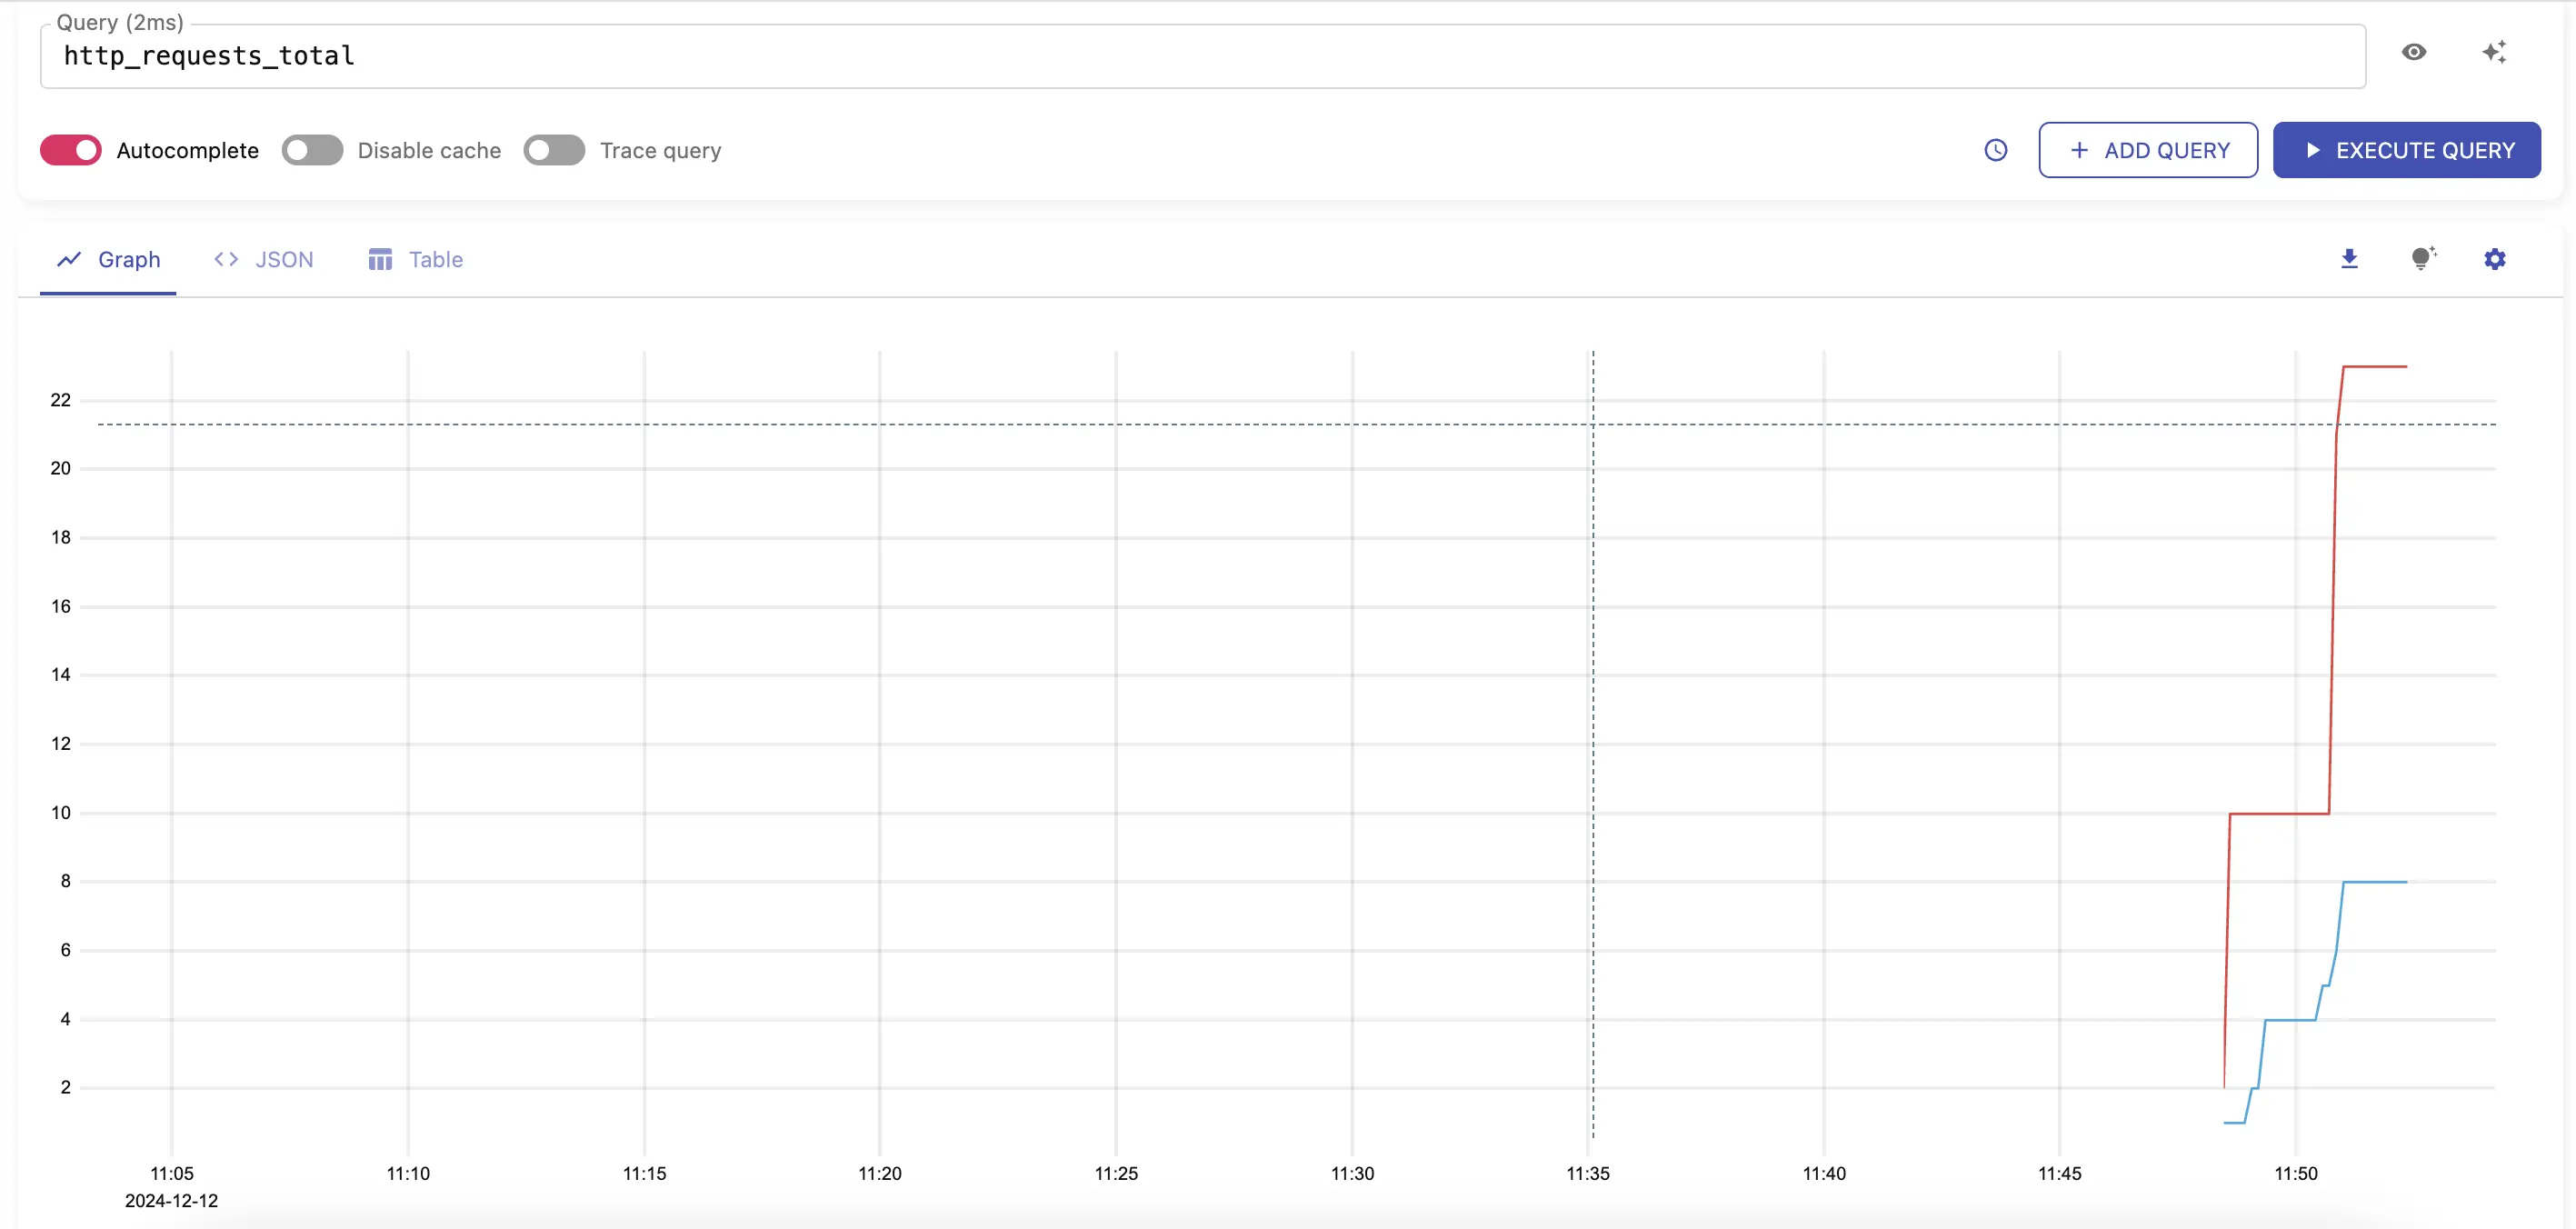 Query (2ms)
http_requests_total
Autocomplete Disable cache Trace query ADD QUERY EXECUTE QUERY
Graph JSON Table
22
20
18
16
14
12
10
8
6
4
2
11:05 11:10 11:15 11:20 11:25 11:30 11:35 11:40 11:45 11:50
2024-12-12